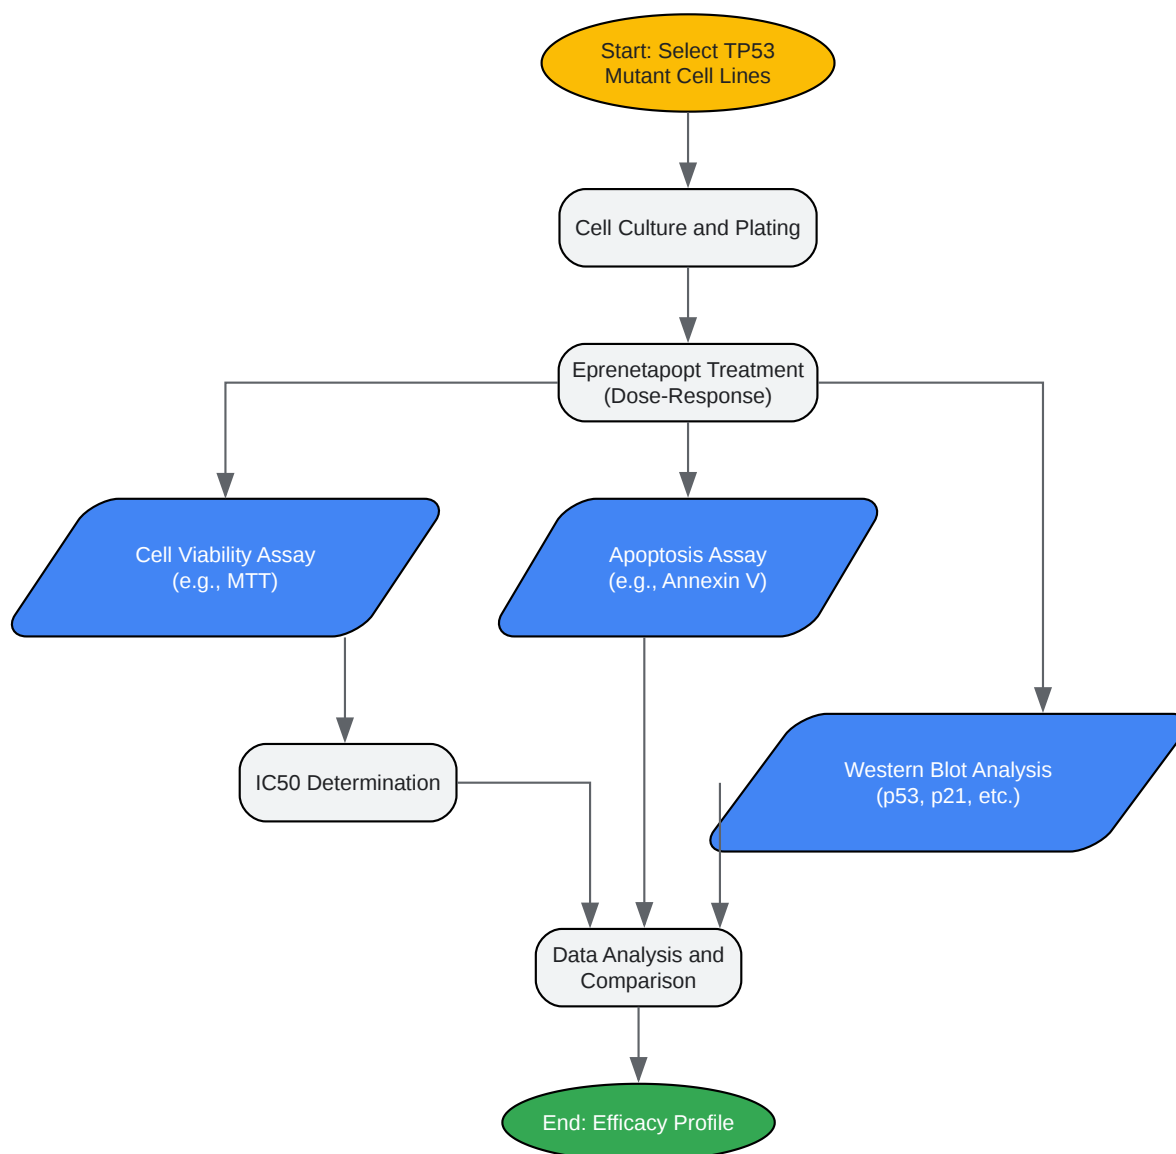 Start: Select TP53
Mutant Cell Lines
Cell Culture and Plating
Eprenetapopt Treatment
(Dose-Response)
Cell Viability Assay
(e.g., MTT)
Apoptosis Assay
(e.g., Annexin V)
Western Blot Analysis
(p53, p21, etc.)
IC50 Determination
Data Analysis and
Comparison
End: Efficacy Profile